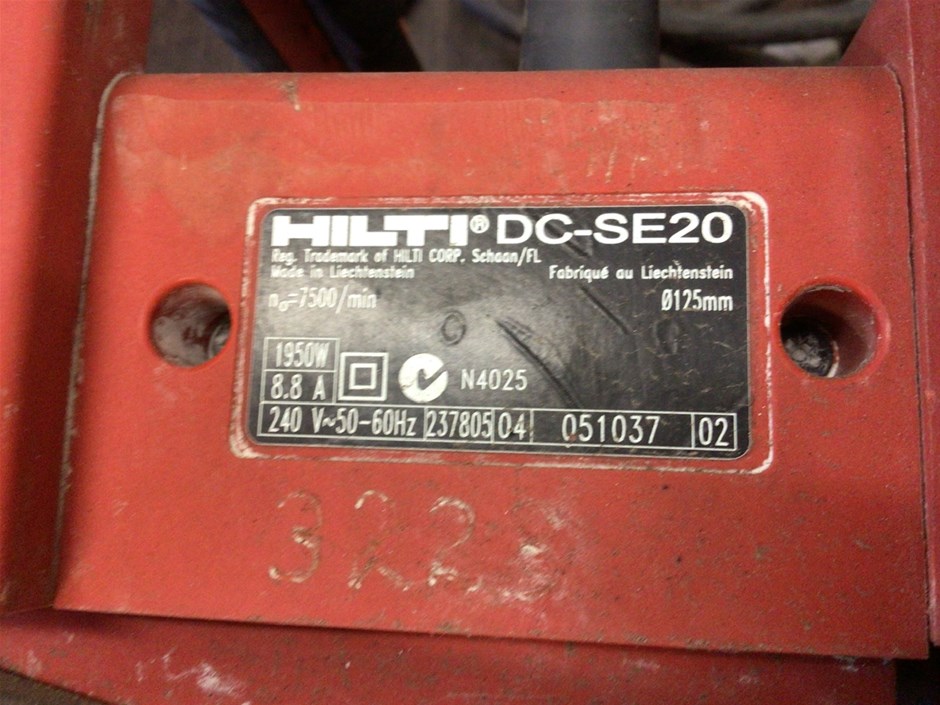 HILTI® DC-SE20
Reg. Trademark of HILTI CORP. Schaan/FL
Made in Liechtenstein Fabriqué au Liechtenstein
n₀=7500/min Ø125mm
1950W
8.8 A N4025
240 V~50-60Hz 237805 04 051037 02
322